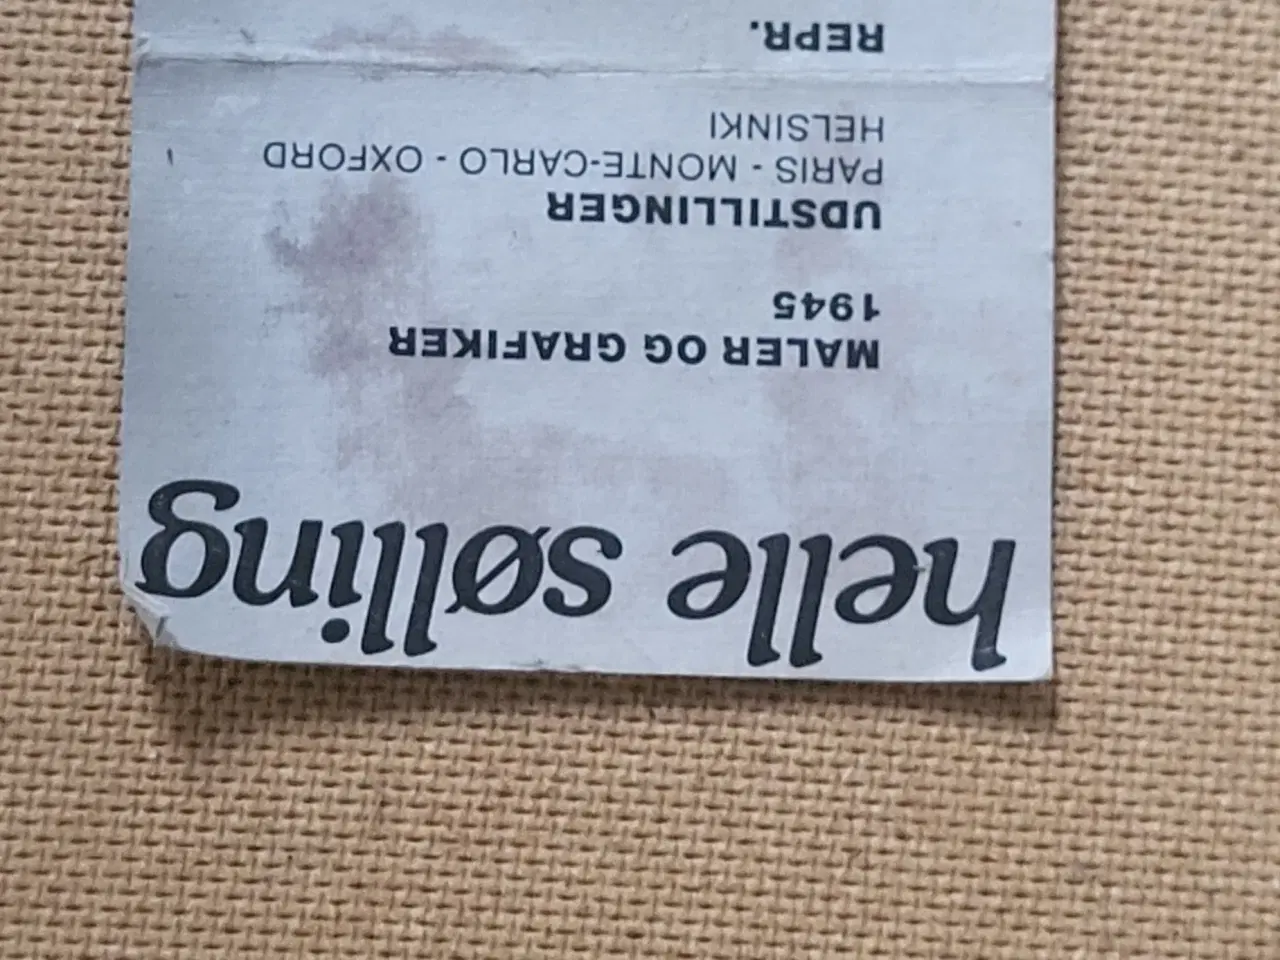 helle sølling
MALER OG GRAFIKER
1945
UDSTILLINGER
PARIS - MONTE-CARLO - OXFORD
HELSINKI
REPR.